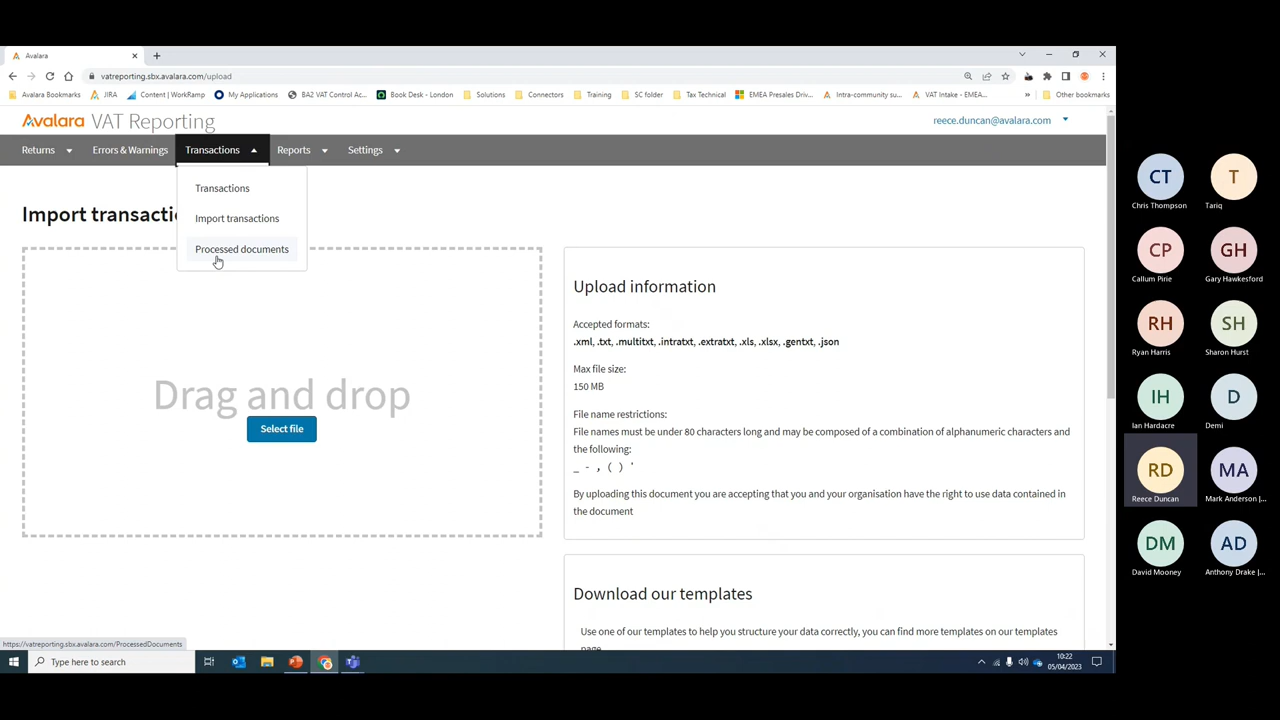 Avalara
vatreporting.sbx.avalara.com/upload
Avalara Bookmarks
JIRA
Content | WorkRamp
My Applications
BA2 VAT Control Ac...
Book Desk - London
Solutions
Connectors
Training
SC folder
Tax Technical
EMEA Presales Driv...
Intra-community su...
VAT Intake - EMEA...
»
Other bookmarks
Avalara VAT Reporting
reece.duncan@avalara.com
Returns
Errors & Warnings
Transactions
Reports
Settings
Transactions
Import transactions
Processed documents
Import transactic
Drag and drop
Select file
Upload information
Accepted formats:
.xml, .txt, .multitxt, .intratxt, .extratxt, .xls, .xlsx, .gentxt, .json
Max file size:
150 MB
File name restrictions:
File names must be under 80 characters long and may be composed of a combination of alphanumeric characters and
the following:
_ - , ( ) '
By uploading this document you are accepting that you and your organisation have the right to use data contained in
the document
Download our templates
Use one of our templates to help you structure your data correctly, you can find more templates on our templates
page
https://vatreporting.sbx.avalara.com/ProcessedDocuments
Type here to search
10:22
05/04/2023
CT
Chris Thompson
T
Tariq
CP
Callum Pirie
GH
Gary Hawkesford
RH
Ryan Harris
SH
Sharon Hurst
IH
Ian Hardacre
D
Demi
RD
Reece Duncan
MA
Mark Anderson |...
DM
David Mooney
AD
Anthony Drake |...